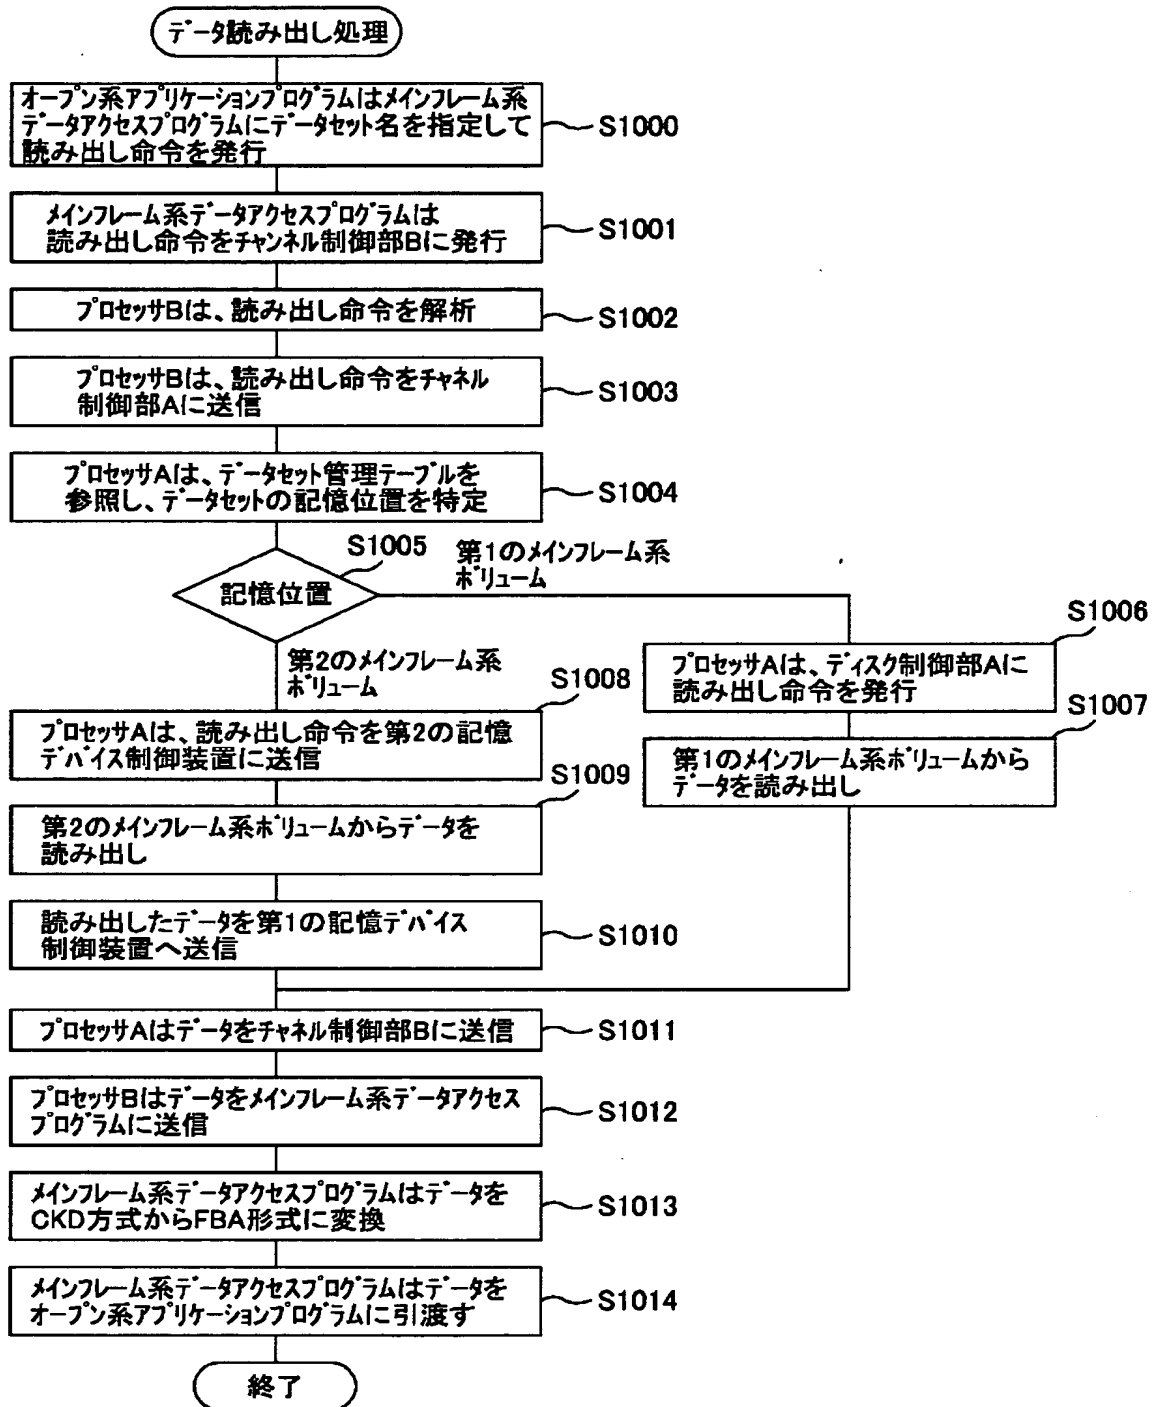 データ読み出し処理
オープン系アプリケーションプログラムはメインフレーム系
データアクセスプログラムにデータセット名を指定して
読み出し命令を発行
S1000
メインフレーム系データアクセスプログラムは
読み出し命令をチャンネル制御部Bに発行
S1001
プロセッサBは、読み出し命令を解析
S1002
プロセッサBは、読み出し命令をチャネル
制御部Aに送信
S1003
プロセッサAは、データセット管理テーブルを
参照し、データセットの記憶位置を特定
S1004
S1005
記憶位置
第1のメインフレーム系
ボリューム
S1006
プロセッサAは、ディスク制御部Aに
読み出し命令を発行
S1007
第1のメインフレーム系ボリュームから
データを読み出し
第2のメインフレーム系
ボリューム
S1008
プロセッサAは、読み出し命令を第2の記憶
デバイス制御装置に送信
S1009
第2のメインフレーム系ボリュームからデータを
読み出し
読み出したデータを第1の記憶デバイス
制御装置へ送信
S1010
プロセッサAはデータをチャネル制御部Bに送信
S1011
プロセッサBはデータをメインフレーム系データアクセス
プログラムに送信
S1012
メインフレーム系データアクセスプログラムはデータを
CKD方式からFBA形式に変換
S1013
メインフレーム系データアクセスプログラムはデータを
オープン系アプリケーションプログラムに引渡す
S1014
終了